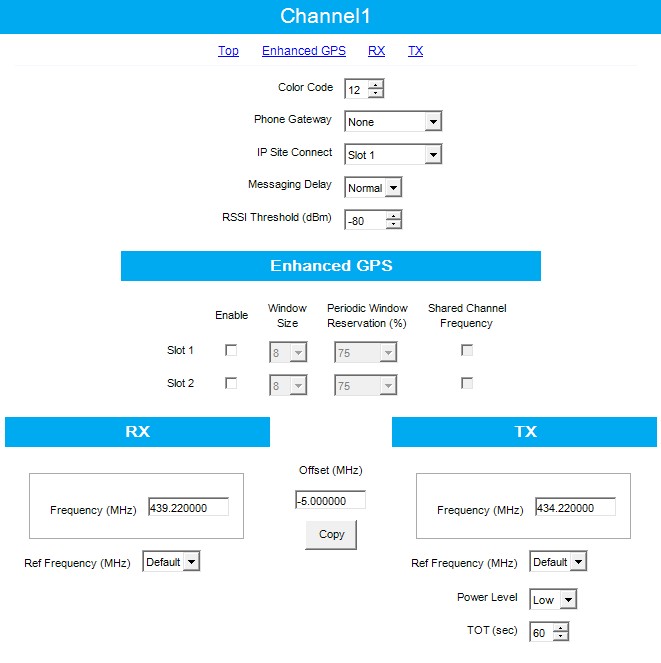 Channel1
Top Enhanced GPS RX TX
Color Code 12
Phone Gateway None
IP Site Connect Slot 1
Messaging Delay Normal
RSSI Threshold (dBm) -80
Enhanced GPS
Enable Window Size Periodic Window Reservation (%) Shared Channel Frequency
Slot 1 8 75
Slot 2 8 75
RX
Frequency (MHz) 439.220000
Ref Frequency (MHz) Default
Offset (MHz)
-5.000000
Copy
TX
Frequency (MHz) 434.220000
Ref Frequency (MHz) Default
Power Level Low
TOT (sec) 60